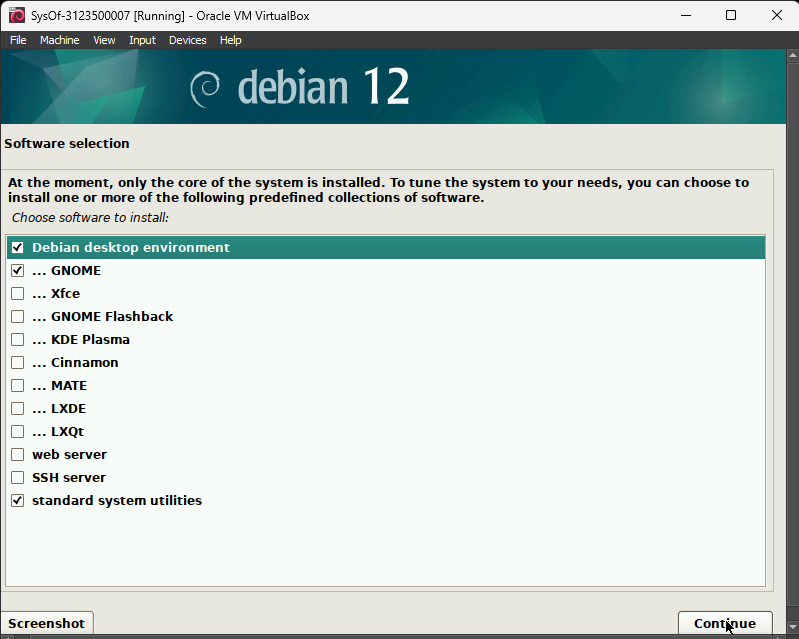 SysOf-3123500007 [Running] - Oracle VM VirtualBox
File Machine View Input Devices Help
debian 12
Software selection
At the moment, only the core of the system is installed. To tune the system to your needs, you can choose to
install one or more of the following predefined collections of software.
Choose software to install:
Debian desktop environment
... GNOME
... Xfce
... GNOME Flashback
... KDE Plasma
... Cinnamon
... MATE
... LXDE
... LXQt
web server
SSH server
standard system utilities
Screenshot Continue